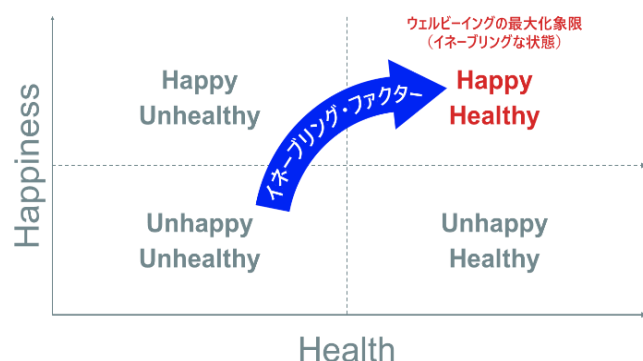 ウェルビーイングの最大化象限
（イネーブリングな状態）
Happy
Unhealthy
Happy
Healthy
イネーブリング・ファクター
Happiness
Unhappy
Unhealthy
Unhappy
Healthy
Health